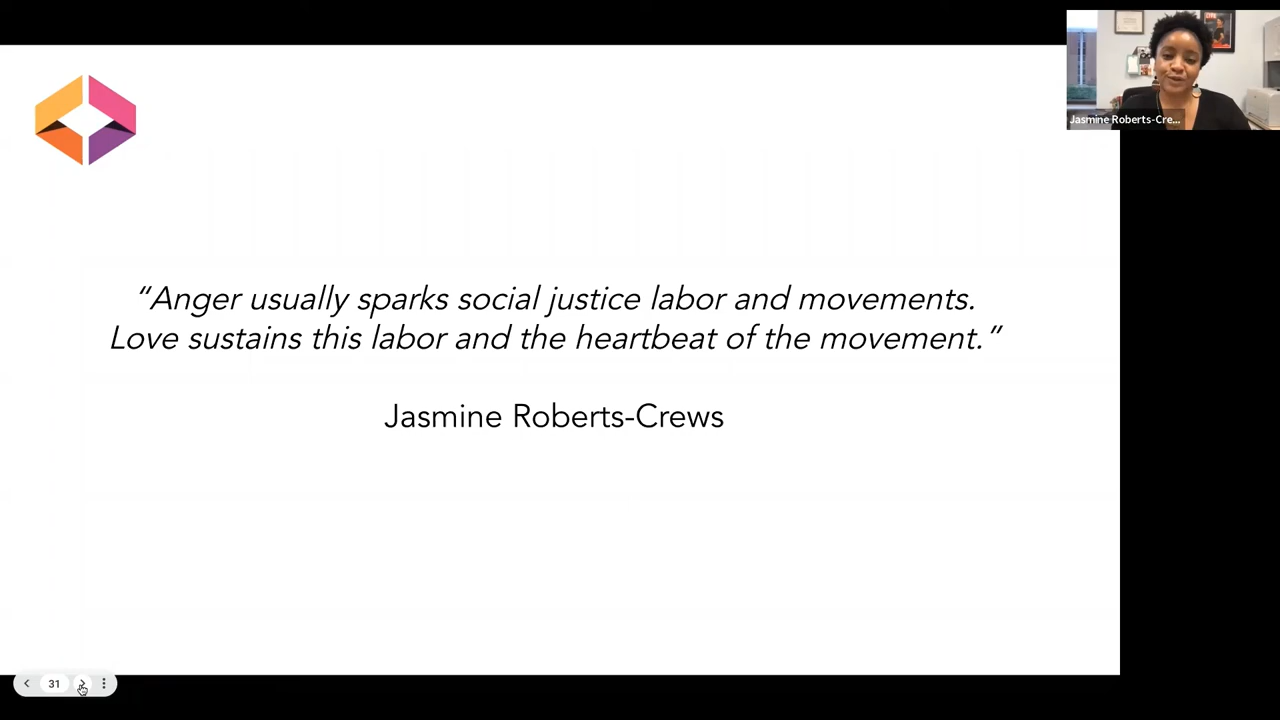 “Anger usually sparks social justice labor and movements.
Love sustains this labor and the heartbeat of the movement.”
Jasmine Roberts-Crews
Jasmine Roberts-Cre...
31